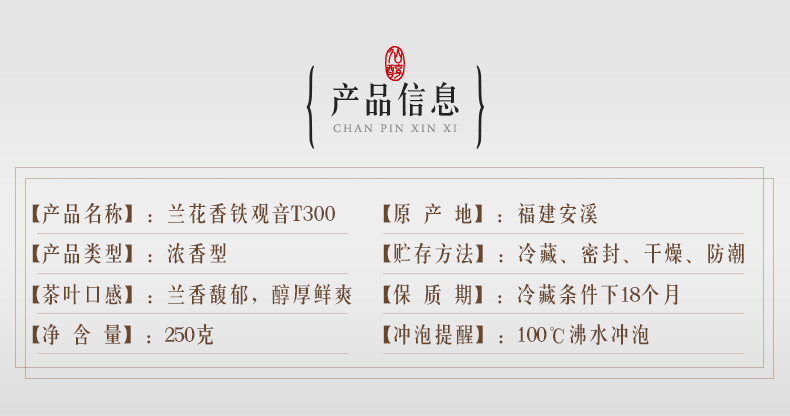 产品信息
CHAN PIN XIN XI
【产品名称】：兰花香铁观音T300
【原 产 地】：福建安溪
【产品类型】：浓香型
【贮存方法】：冷藏、密封、干燥、防潮
【茶叶口感】：兰香馥郁，醇厚鲜爽
【保 质 期】：冷藏条件下18个月
【净 含 量】：250克
【冲泡提醒】：100℃沸水冲泡